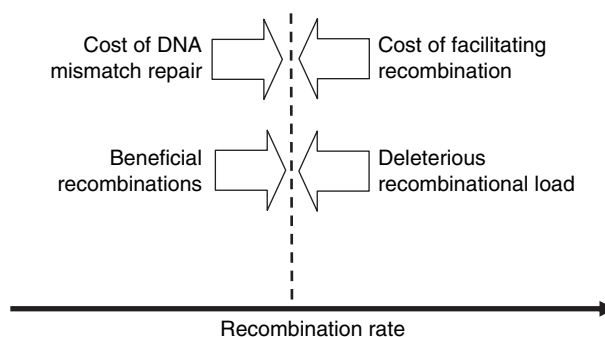 Cost of DNA
mismatch repair
Cost of facilitating
recombination
Beneficial
recombinations
Deleterious
recombinational load
Recombination rate